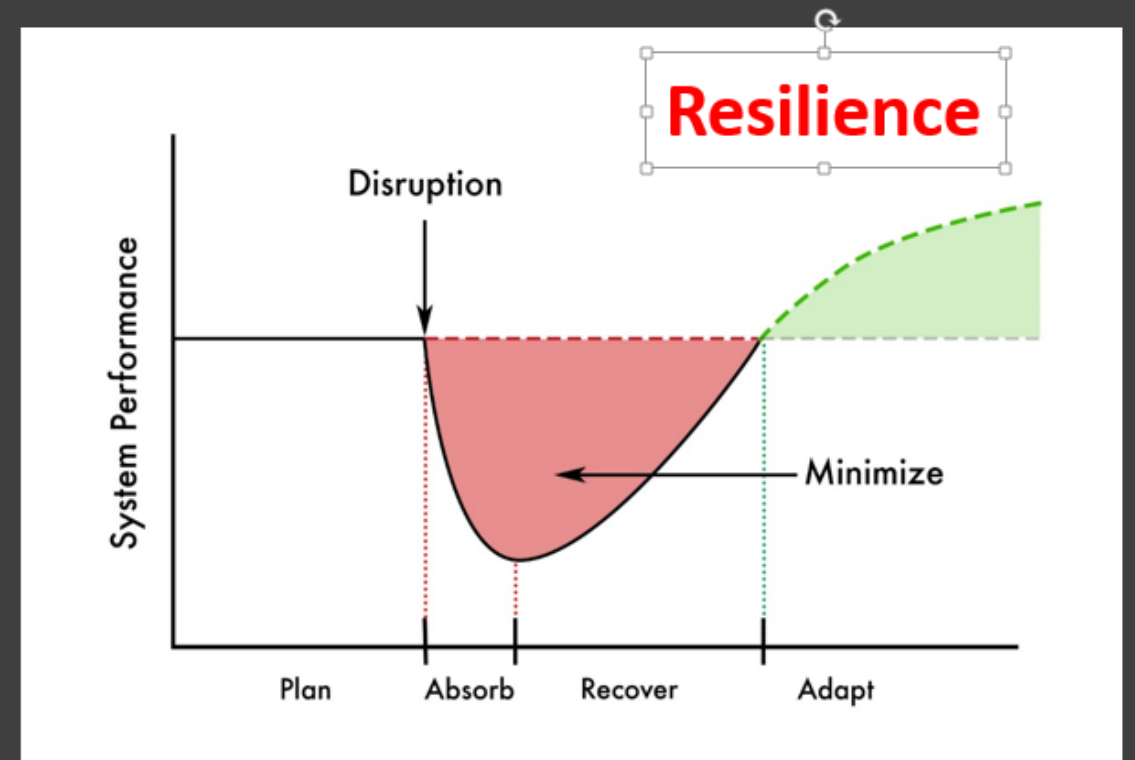 Resilience
Disruption
System Performance
Minimize
Plan
Absorb
Recover
Adapt